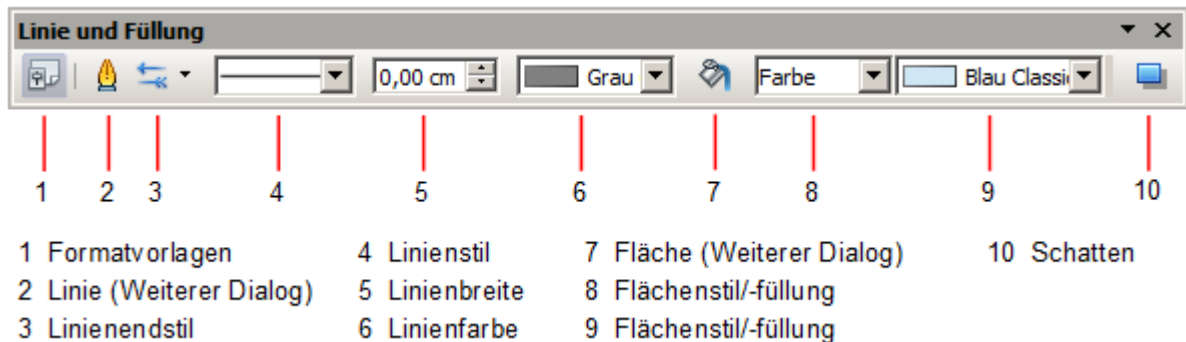 Linie und Füllung
0,00 cm Grau Farbe Blau Classi
1 2 3 4 5 6 7 8 9 10
1 Formatvorlagen 4 Linienstil 7 Fläche (Weiterer Dialog) 10 Schatten
2 Linie (Weiterer Dialog) 5 Linienbreite 8 Flächenstil/-füllung
3 Linienendstil 6 Linienfarbe 9 Flächenstil/-füllung